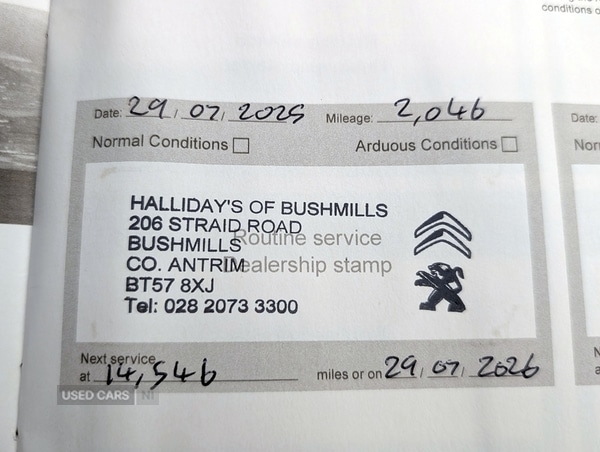 conditions o
Date: 29/07/2025 Mileage: 2,046
Date:
Normal Conditions Arduous Conditions
Nor
HALLIDAY'S OF BUSHMILLS
206 STRAID ROAD
Routine service
BUSHMILLS
Dealership stamp
CO. ANTRIM
BT57 8XJ
Tel: 028 2073 3300
Next service
at 14,546 miles or on 29/07/2026
N
a
USED CARS NI